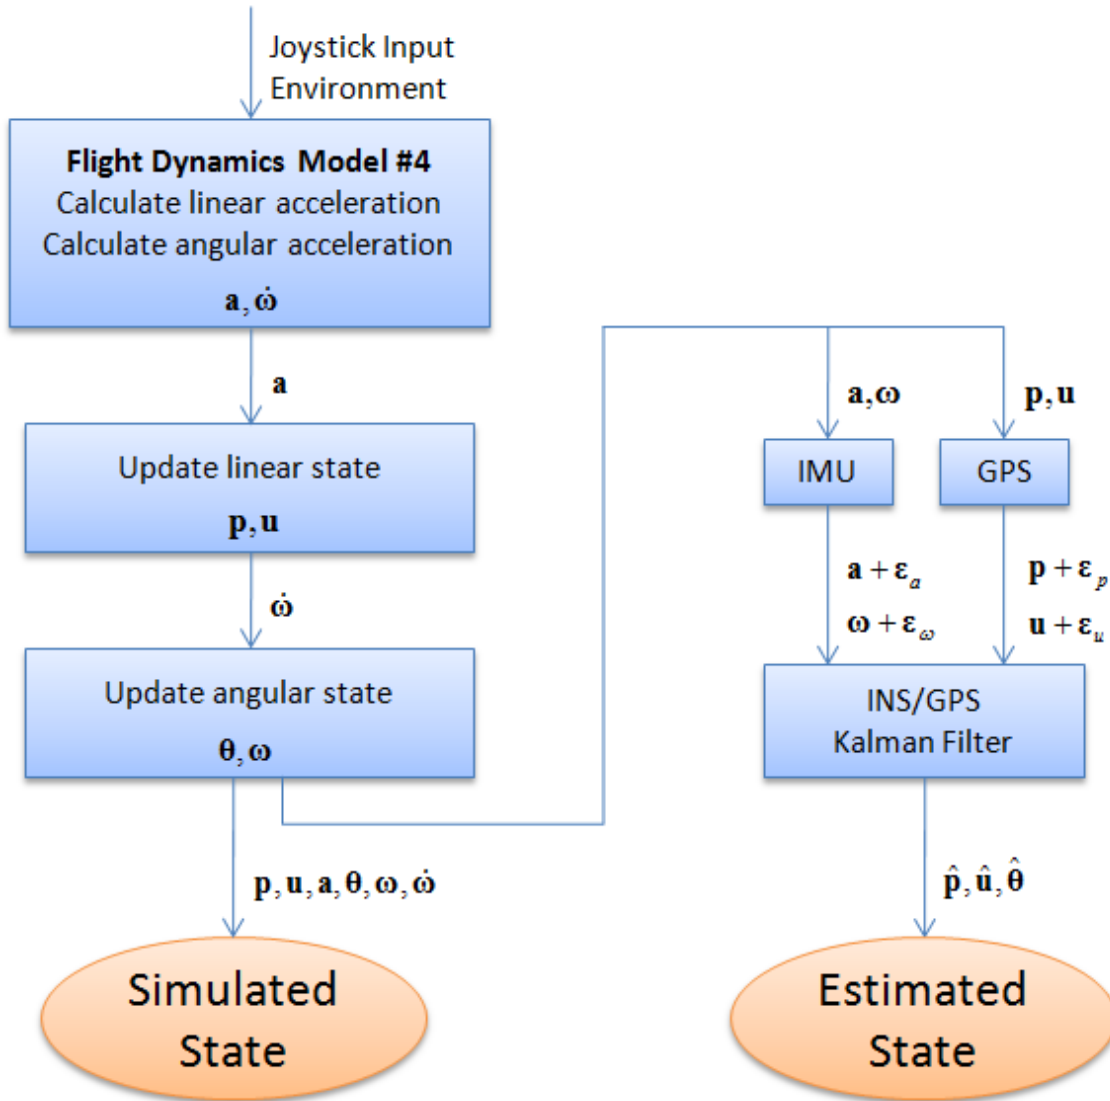 Joystick Input
Environment
Flight Dynamics Model #4
Calculate linear acceleration
Calculate angular acceleration
a, ω̇
a
Update linear state
p, u
ω̇
Update angular state
θ, ω
p, u, a, θ, ω, ω̇
Simulated
State
a, ω
p, u
IMU
GPS
a + ε_a
ω + ε_ω
p + ε_p
u + ε_u
INS/GPS
Kalman Filter
p̂, û, θ̂
Estimated
State